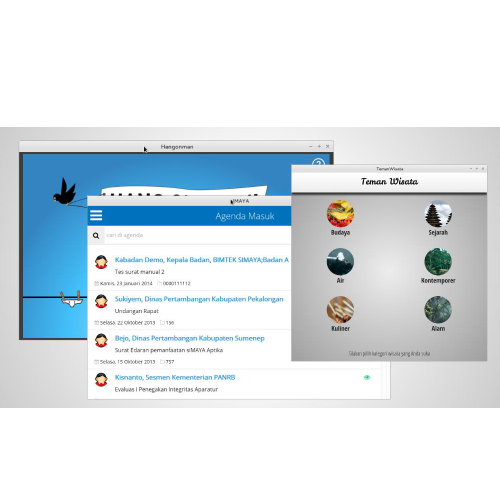 Hangonman
?
siMAYA
Agenda Masuk
cari di agenda
Kabadan Demo, Kepala Badan, BIMTEK SIMAYA,Badan A
Tes surat manual 2
Kamis, 23 Januari 2014 0000111112
Sukiyem, Dinas Pertambangan Kabupaten Pekalongan
Undangan Rapat
Selasa, 22 Oktober 2013 156
Bejo, Dinas Pertambangan Kabupaten Sumenep
Surat Edaran pemanfaatan siMAYA Aptika
Selasa, 15 Oktober 2013 757
Kisnanto, Sesmen Kementerian PANRB
Evaluas i Penegakan Integritas Aparatur
TemanWisata
Teman Wisata
Budaya
Sejarah
Air
Kontemporer
Kuliner
Alam
Silakan pilih kategori wisata yang Anda suka